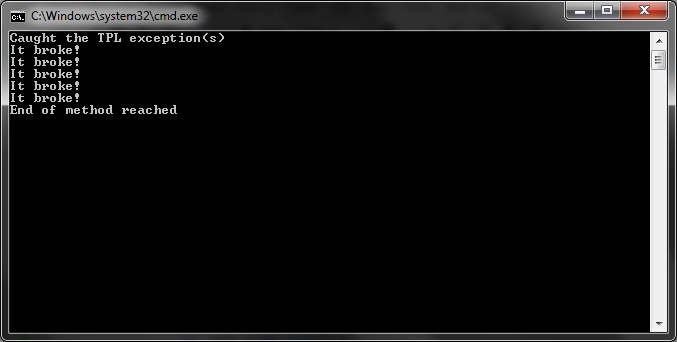 C:\Windows\system32\cmd.exe
Caught the TPL exception(s)
It broke!
It broke!
It broke!
It broke!
It broke!
End of method reached